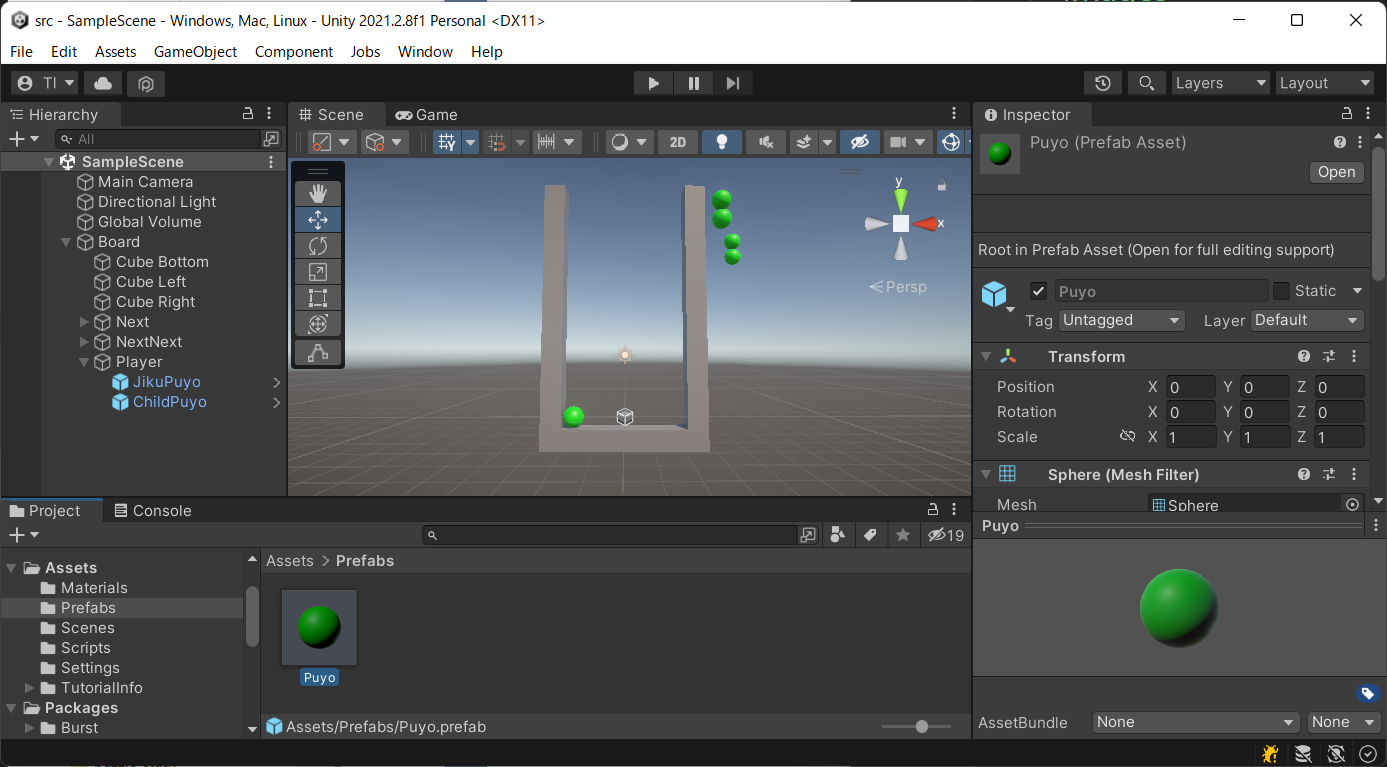 src - SampleScene - Windows, Mac, Linux - Unity 2021.2.8f1 Personal <DX11>
File Edit Assets GameObject Component Jobs Window Help
TI
Layers
Layout
Hierarchy
All
SampleScene
Main Camera
Directional Light
Global Volume
Board
Cube Bottom
Cube Left
Cube Right
Next
NextNext
Player
JikuPuyo
ChildPuyo
Scene Game
2D
y
x
Persp
Inspector
Puyo (Prefab Asset)
Open
Root in Prefab Asset (Open for full editing support)
Puyo Static
Tag Untagged Layer Default
Transform
Position X 0 Y 0 Z 0
Rotation X 0 Y 0 Z 0
Scale X 1 Y 1 Z 1
Sphere (Mesh Filter)
Mesh Sphere
Puyo
AssetBundle None None
Project Console
19
Assets
Materials
Prefabs
Scenes
Scripts
Settings
TutorialInfo
Packages
Burst
Assets > Prefabs
Puyo
Assets/Prefabs/Puyo.prefab